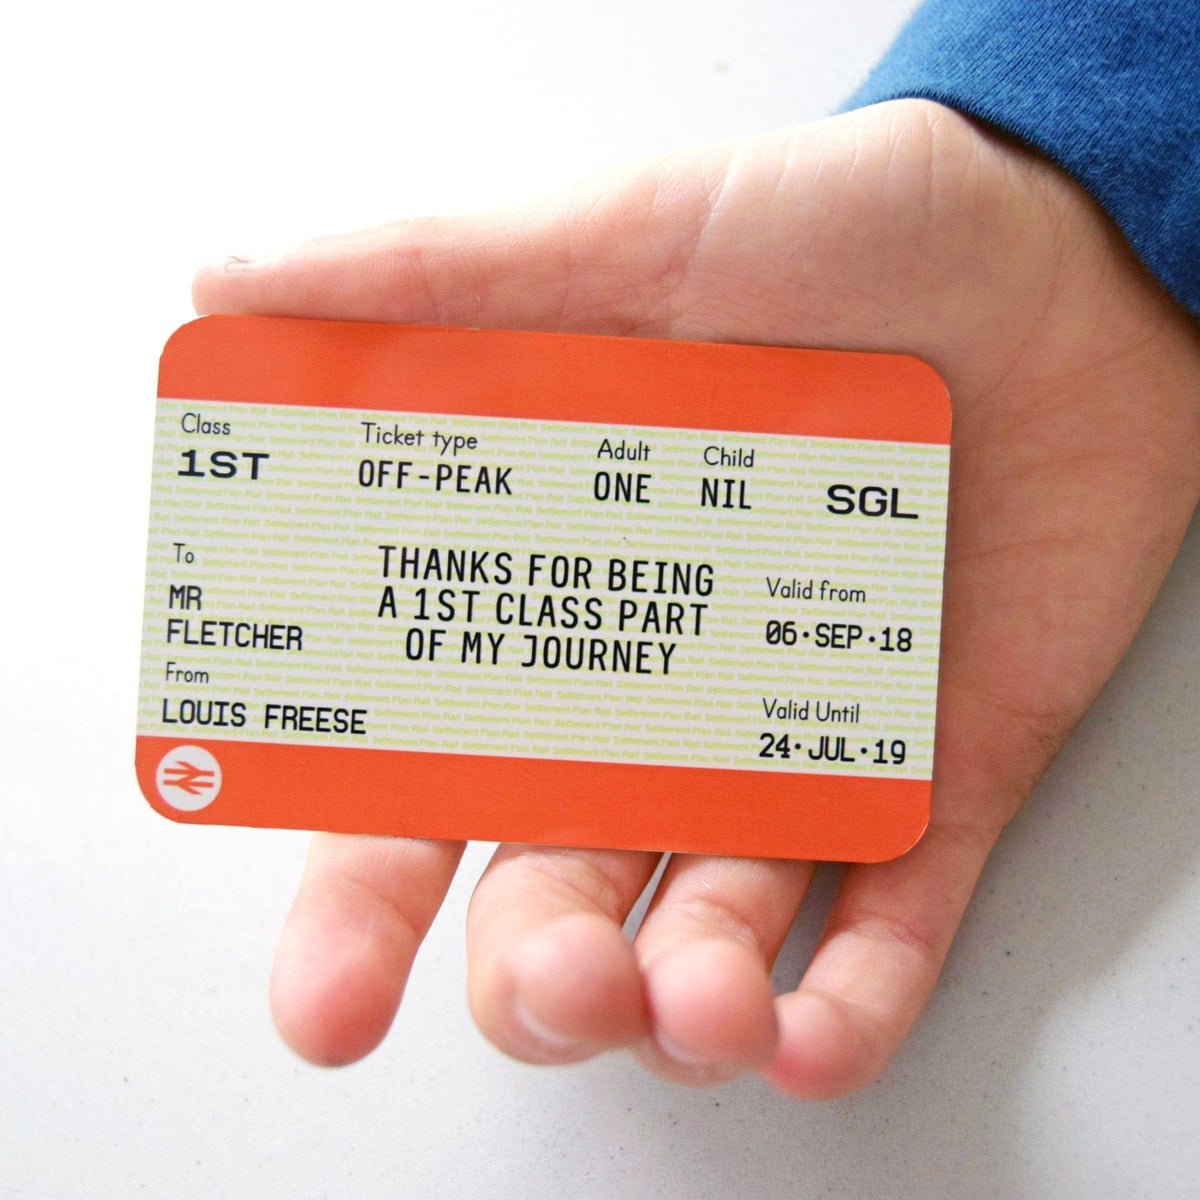 Class
1ST
Ticket type
OFF-PEAK
Adult
ONE
Child
NIL
SGL
To
MR
FLETCHER
From
LOUIS FREESE
THANKS FOR BEING
A 1ST CLASS PART
OF MY JOURNEY
Valid from
06·SEP·18
Valid Until
24·JUL·19